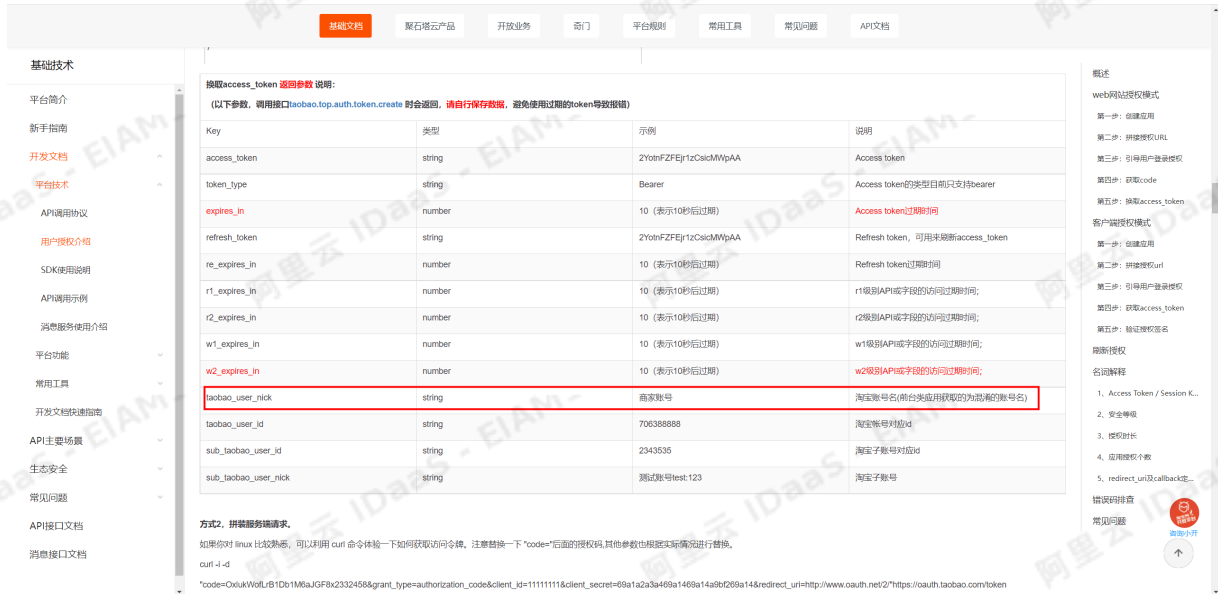 基础文档 聚石塔云产品 开放业务 奇门 平台规则 常用工具 常见问题 API文档
基础技术
平台简介
新手指南
开发文档
平台技术
API调用协议
用户授权介绍
SDK使用说明
API调用示例
消息服务使用介绍
平台功能
常用工具
开发文档快速指南
API主要场景
生态安全
常见问题
API接口文档
消息接口文档
换取access_token 返回参数 说明：
（以下参数，调用接口taobao.top.auth.token.create 时会返回，请自行保存数据，避免使用过期的token导致报错）
Key 类型 示例 说明
access_token string 2YotnFZFEjr1zCsicMWpAA Access token
token_type string Bearer Access token的类型目前只支持bearer
expires_in number 10（表示10秒后过期） Access token过期时间
refresh_token string 2YotnFZFEjr1zCsicMWpAA Refresh token，可用来刷新access_token
re_expires_in number 10（表示10秒后过期） Refresh token过期时间
r1_expires_in number 10（表示10秒后过期） r1级别API或字段的访问过期时间；
r2_expires_in number 10（表示10秒后过期） r2级别API或字段的访问过期时间；
w1_expires_in number 10（表示10秒后过期） w1级别API或字段的访问过期时间；
w2_expires_in number 10（表示10秒后过期） w2级别API或字段的访问过期时间；
taobao_user_nick string 商家账号 淘宝账号名(前台类应用获取的为混淆的账号名)
taobao_user_id string 706388888 淘宝帐号对应id
sub_taobao_user_id string 2343535 淘宝子账号对应id
sub_taobao_user_nick string 测试账号test:123 淘宝子账号
方式2，拼装服务端请求。
如果你对 linux 比较熟悉，可以利用 curl 命令体验一下如何获取访问令牌。注意替换一下 "code="后面的授权码,其他参数也根据实际情况进行替换。
curl -i -d
"code=OxlukWofLrB1Db1M6aJGF8x2332458&grant_type=authorization_code&client_id=11111111&client_secret=69a1a2a3a469a1469a14a9bf269a14&redirect_uri=http://www.oauth.net/2/"https://oauth.taobao.com/token
概述
web网站授权模式
第一步：创建应用
第二步：拼接授权URL
第三步：引导用户登录授权
第四步：获取code
第五步：换取access_token
客户端授权模式
第一步：创建应用
第二步：拼接授权url
第三步：引导用户登录授权
第四步：获取access_token
第五步：验证授权签名
刷新授权
名词解释
1、Access Token / Session K...
2、安全等级
3、授权时长
4、应用授权个数
5、redirect_uri及callback定...
错误码排查
常见问题
咨询小开
阿里云 IDaaS - EIAM